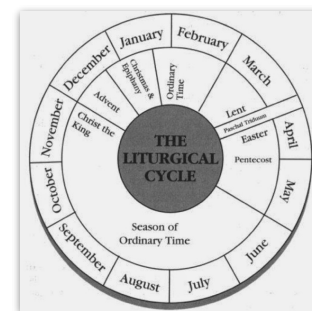 January
February
March
April
May
June
July
August
September
October
November
December
Christmas &
Epiphany
Ordinary
Time
Lent
Paschal Triduum
Easter
Pentecost
Season of
Ordinary Time
Christ the
King
Advent
THE
LITURGICAL
CYCLE